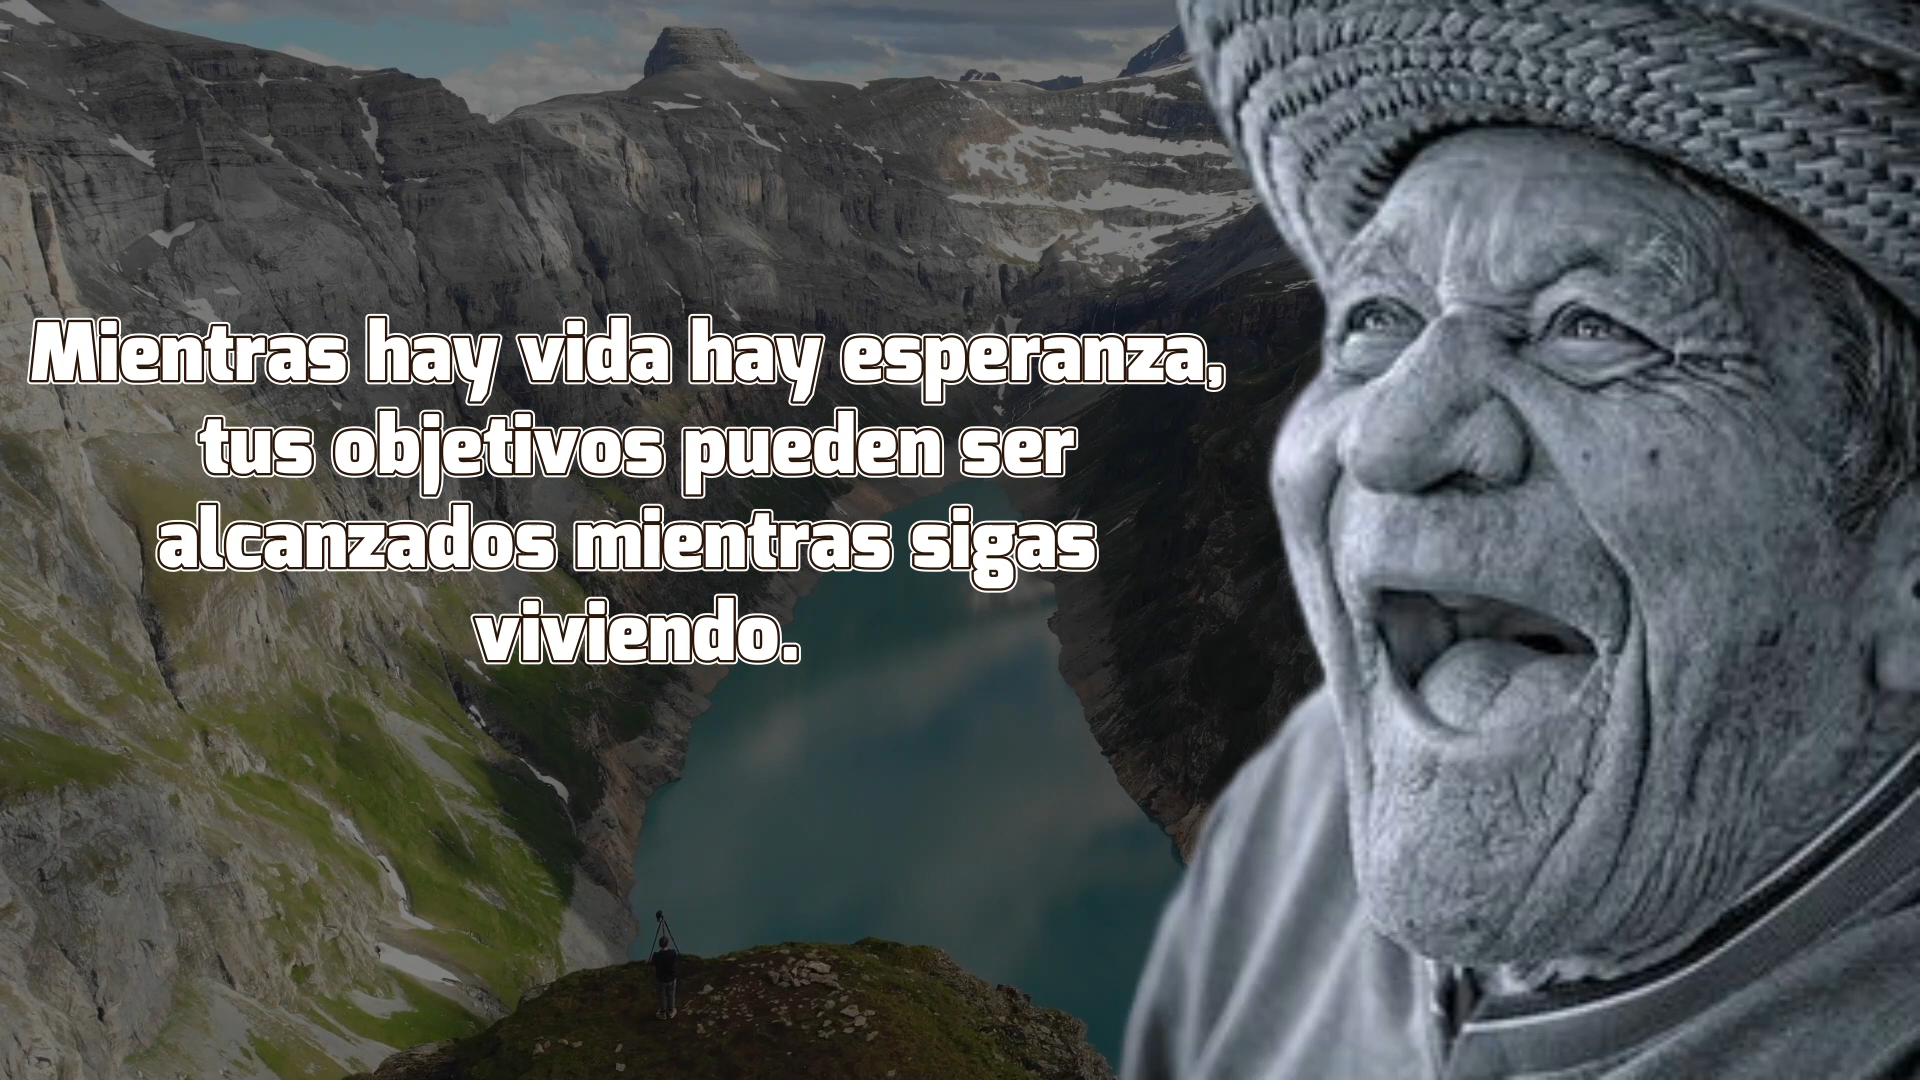 Mientras hay vida hay esperanza,
tus objetivos pueden ser
alcanzados mientras sigas
viviendo.